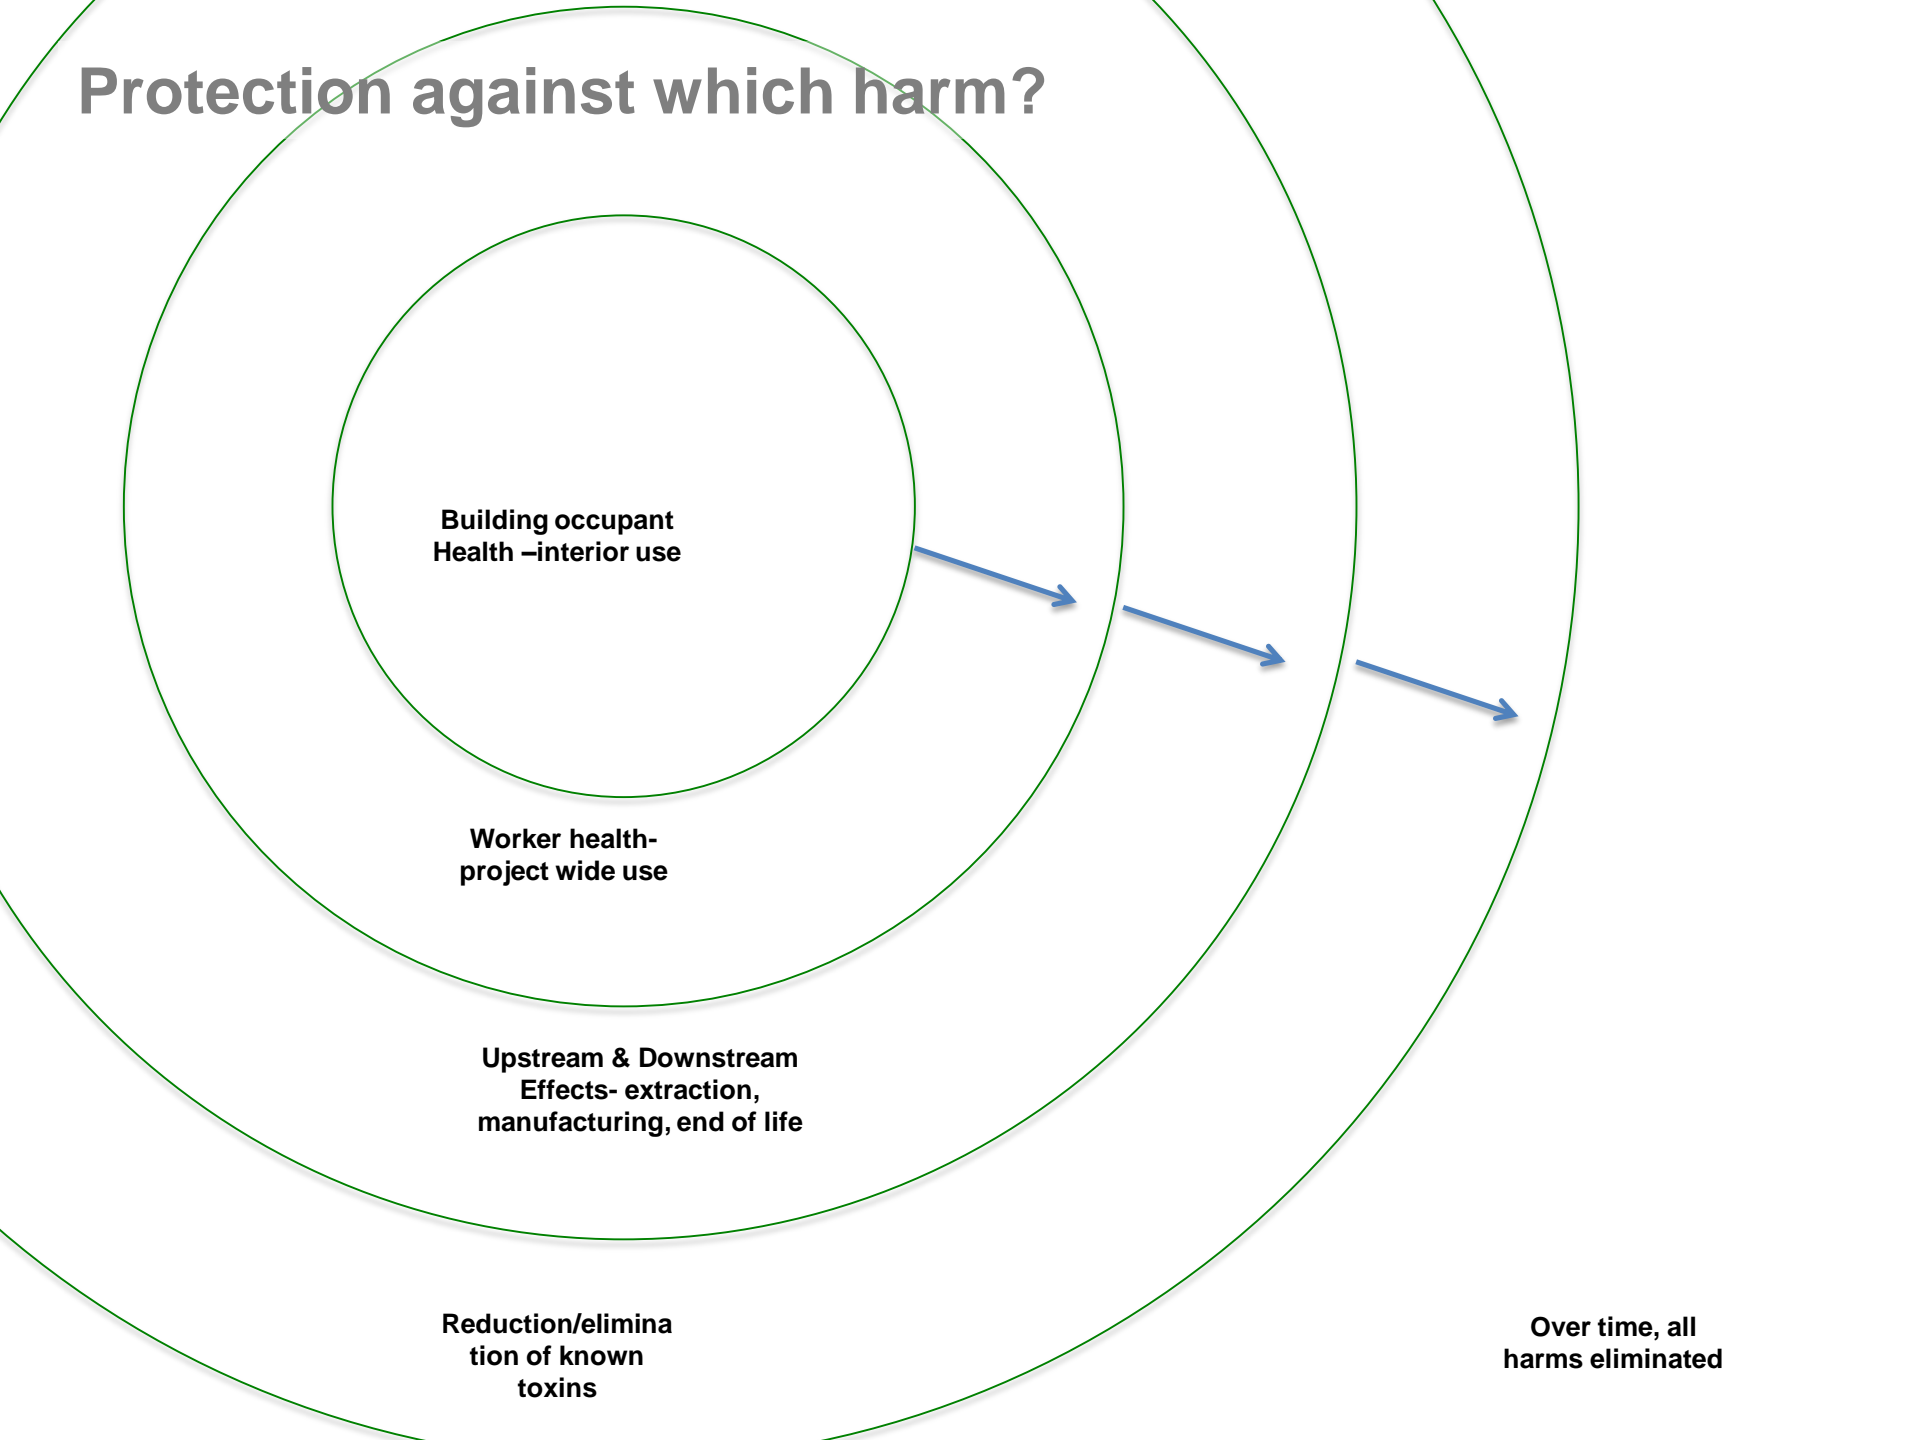 Protection against which harm?
Building occupant
Health –interior use
Worker health-
project wide use
Upstream & Downstream
Effects- extraction,
manufacturing, end of life
Reduction/elimina
tion of known
toxins
Over time, all
harms eliminated